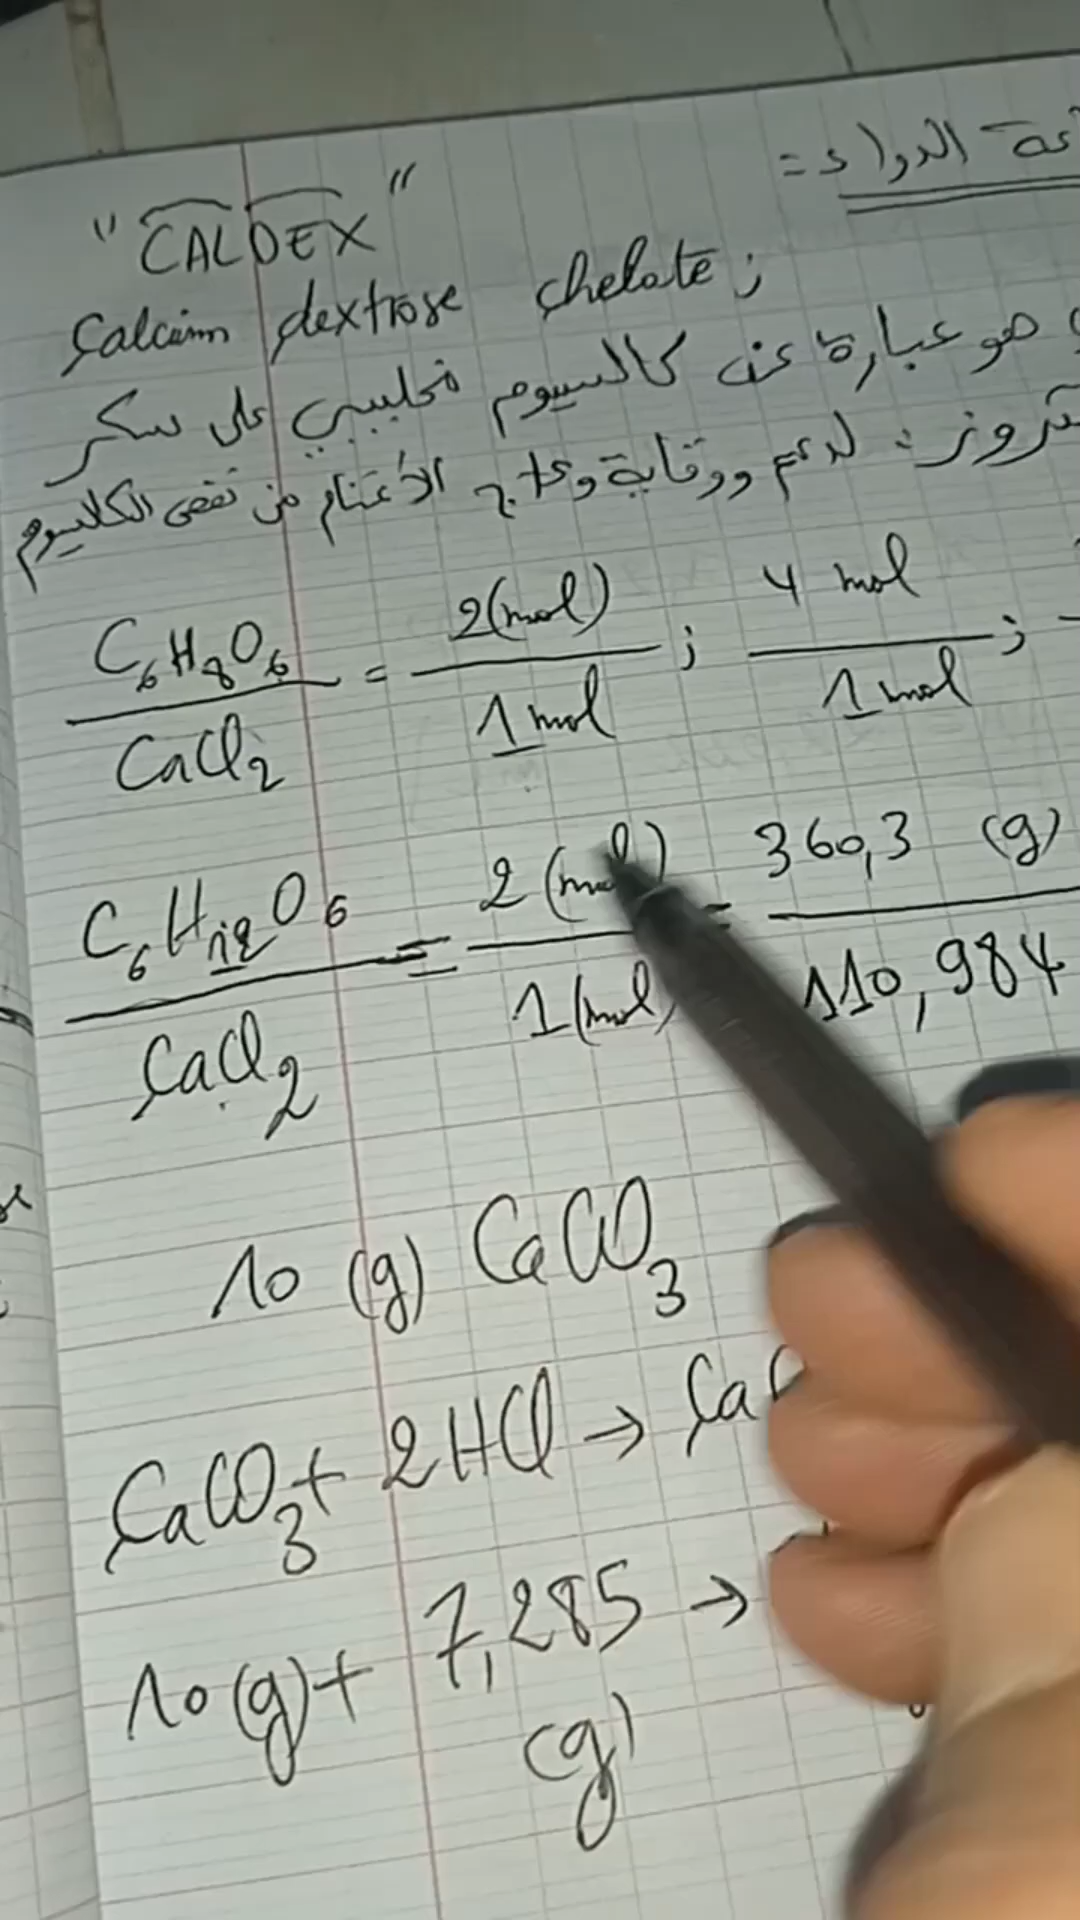 الدواء =
"CALDEX"
Calcium dextrose chelate ;
هو عبارة عن كالسيوم مخلبي على سكر
لدعم ووقاية وعلاج الأغنام من نقص الكالسيوم
C₆H₈O₆ / CaCl₂ = 2(mol) / 1 mol ; 4 mol / 1 mol ;
C₆H₁₂O₆ / CaCl₂ = 2 (mol) / 1 (mol) = 360,3 (g) / 110,984
10 (g) CaCO₃
CaCO₃ + 2HCl → Ca
10 (g) + 7,285 (g) →